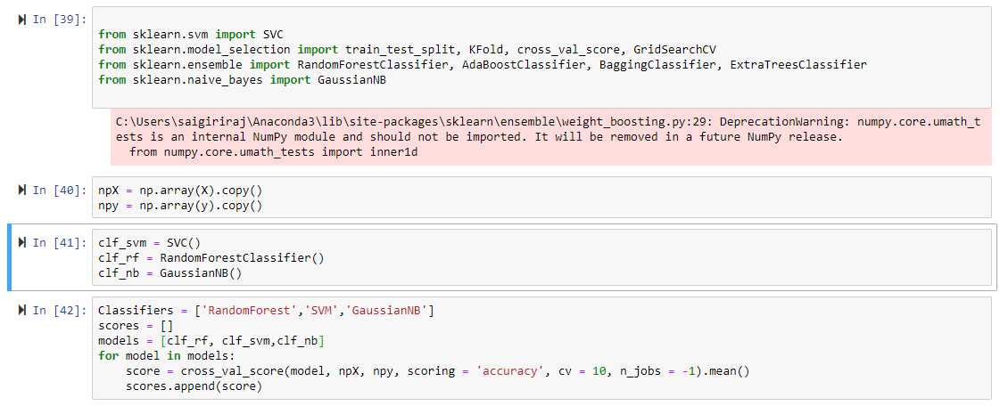 In [39]:
from sklearn.svm import SVC
from sklearn.model_selection import train_test_split, KFold, cross_val_score, GridSearchCV
from sklearn.ensemble import RandomForestClassifier, AdaBoostClassifier, BaggingClassifier, ExtraTreesClassifier
from sklearn.naive_bayes import GaussianNB
C:\Users\saigiriraj\Anaconda3\lib\site-packages\sklearn\ensemble\weight_boosting.py:29: DeprecationWarning: numpy.core.umath_t
ests is an internal NumPy module and should not be imported. It will be removed in a future NumPy release.
  from numpy.core.umath_tests import inner1d
In [40]: npX = np.array(X).copy()
npy = np.array(y).copy()
In [41]: clf_svm = SVC()
clf_rf = RandomForestClassifier()
clf_nb = GaussianNB()
In [42]: Classifiers = ['RandomForest','SVM','GaussianNB']
scores = []
models = [clf_rf, clf_svm,clf_nb]
for model in models:
    score = cross_val_score(model, npX, npy, scoring = 'accuracy', cv = 10, n_jobs = -1).mean()
    scores.append(score)